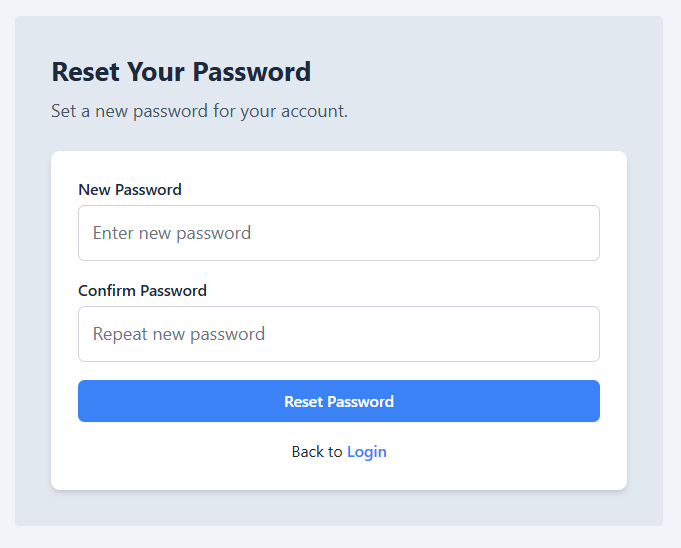 Reset Your Password
Set a new password for your account.
New Password
Enter new password
Confirm Password
Repeat new password
Reset Password
Back to Login